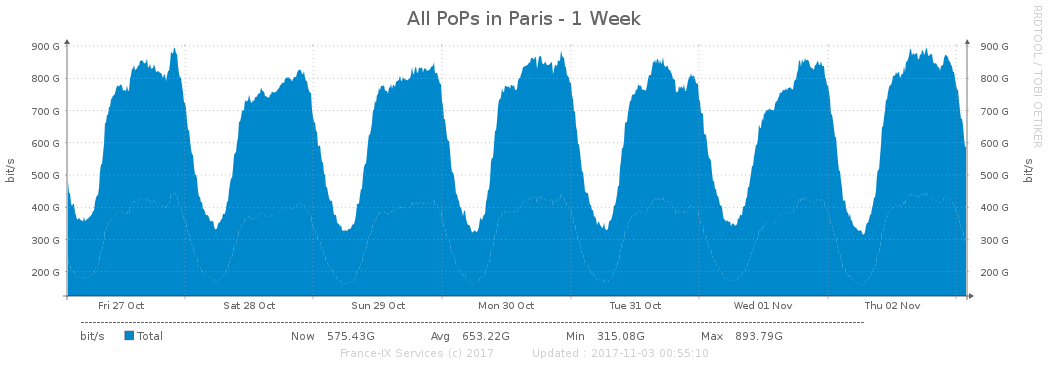 All PoPs in Paris - 1 Week
RRDTOOL / TOBI OETIKER
900 G 900 G
800 G 800 G
700 G 700 G
600 G 600 G
500 G 500 G
400 G 400 G
300 G 300 G
200 G 200 G
bit/s bit/s
Fri 27 Oct Sat 28 Oct Sun 29 Oct Mon 30 Oct Tue 31 Oct Wed 01 Nov Thu 02 Nov
bit/s Total Now 575.43G Avg 653.22G Min 315.08G Max 893.79G
France-IX Services (c) 2017 Updated : 2017-11-03 00:55:10